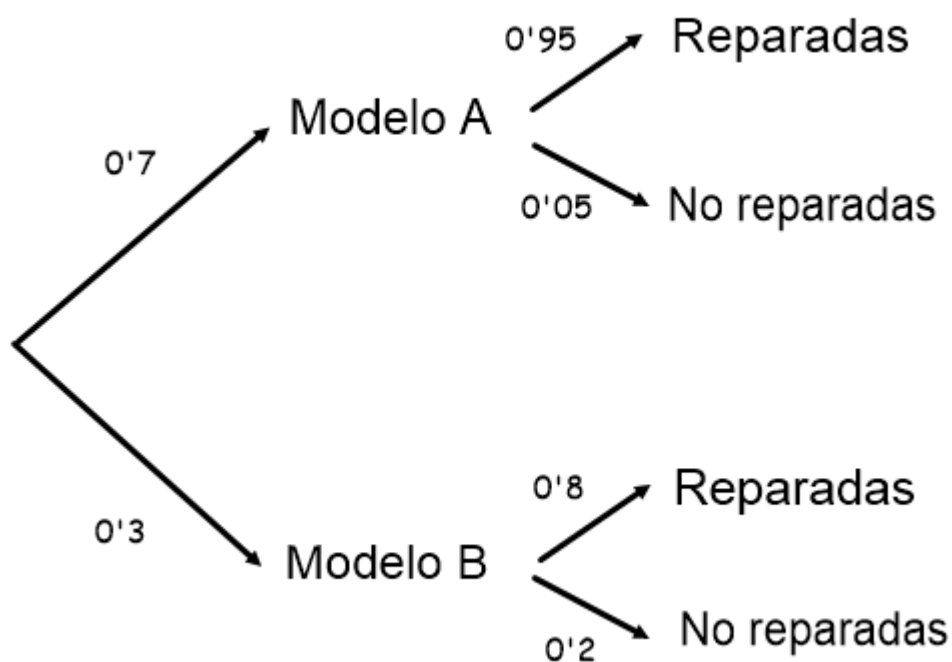 0'95
Reparadas
0'7
Modelo A
0'05
No reparadas
0'3
Modelo B
0'8
Reparadas
0'2
No reparadas